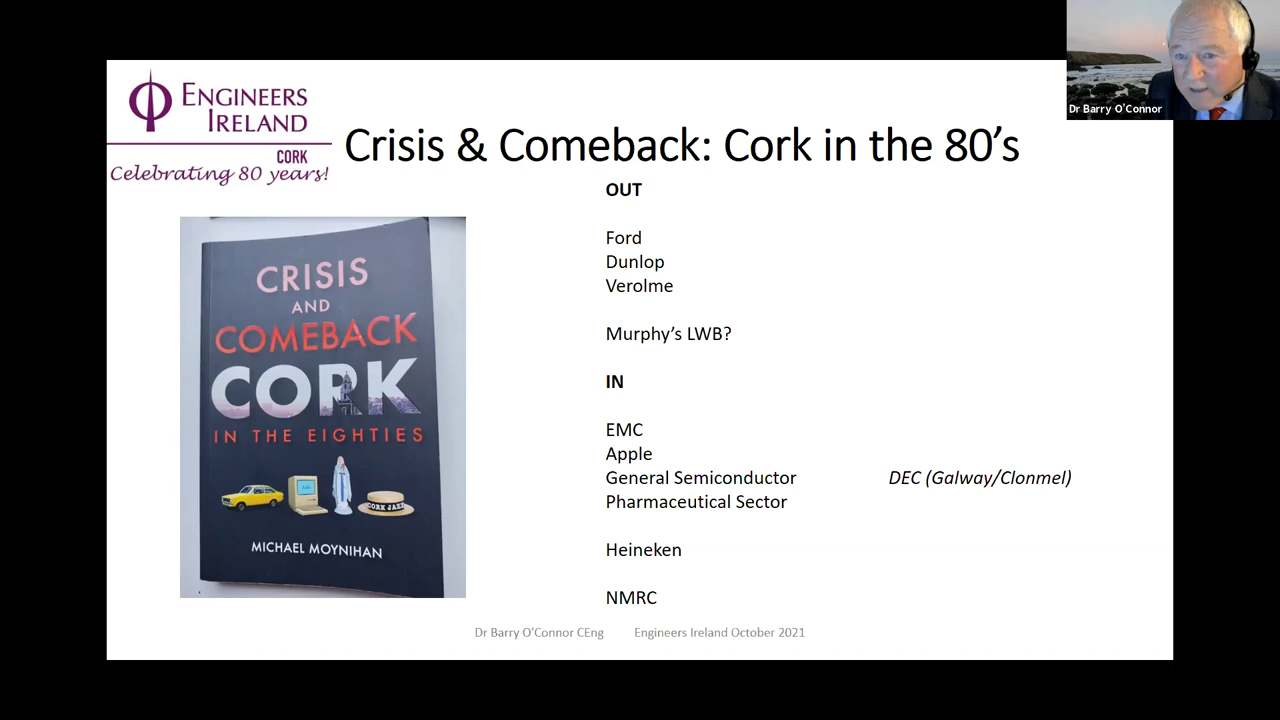 ENGINEERS
IRELAND
CORK
Celebrating 80 years!
Crisis & Comeback: Cork in the 80's
Dr Barry O'Connor
CRISIS
AND
COMEBACK
CORK
IN THE EIGHTIES
CORK JAZZ
MICHAEL MOYNIHAN
OUT
Ford
Dunlop
Verolme
Murphy's LWB?
IN
EMC
Apple
General Semiconductor DEC (Galway/Clonmel)
Pharmaceutical Sector
Heineken
NMRC
Dr Barry O'Connor CEng Engineers Ireland October 2021